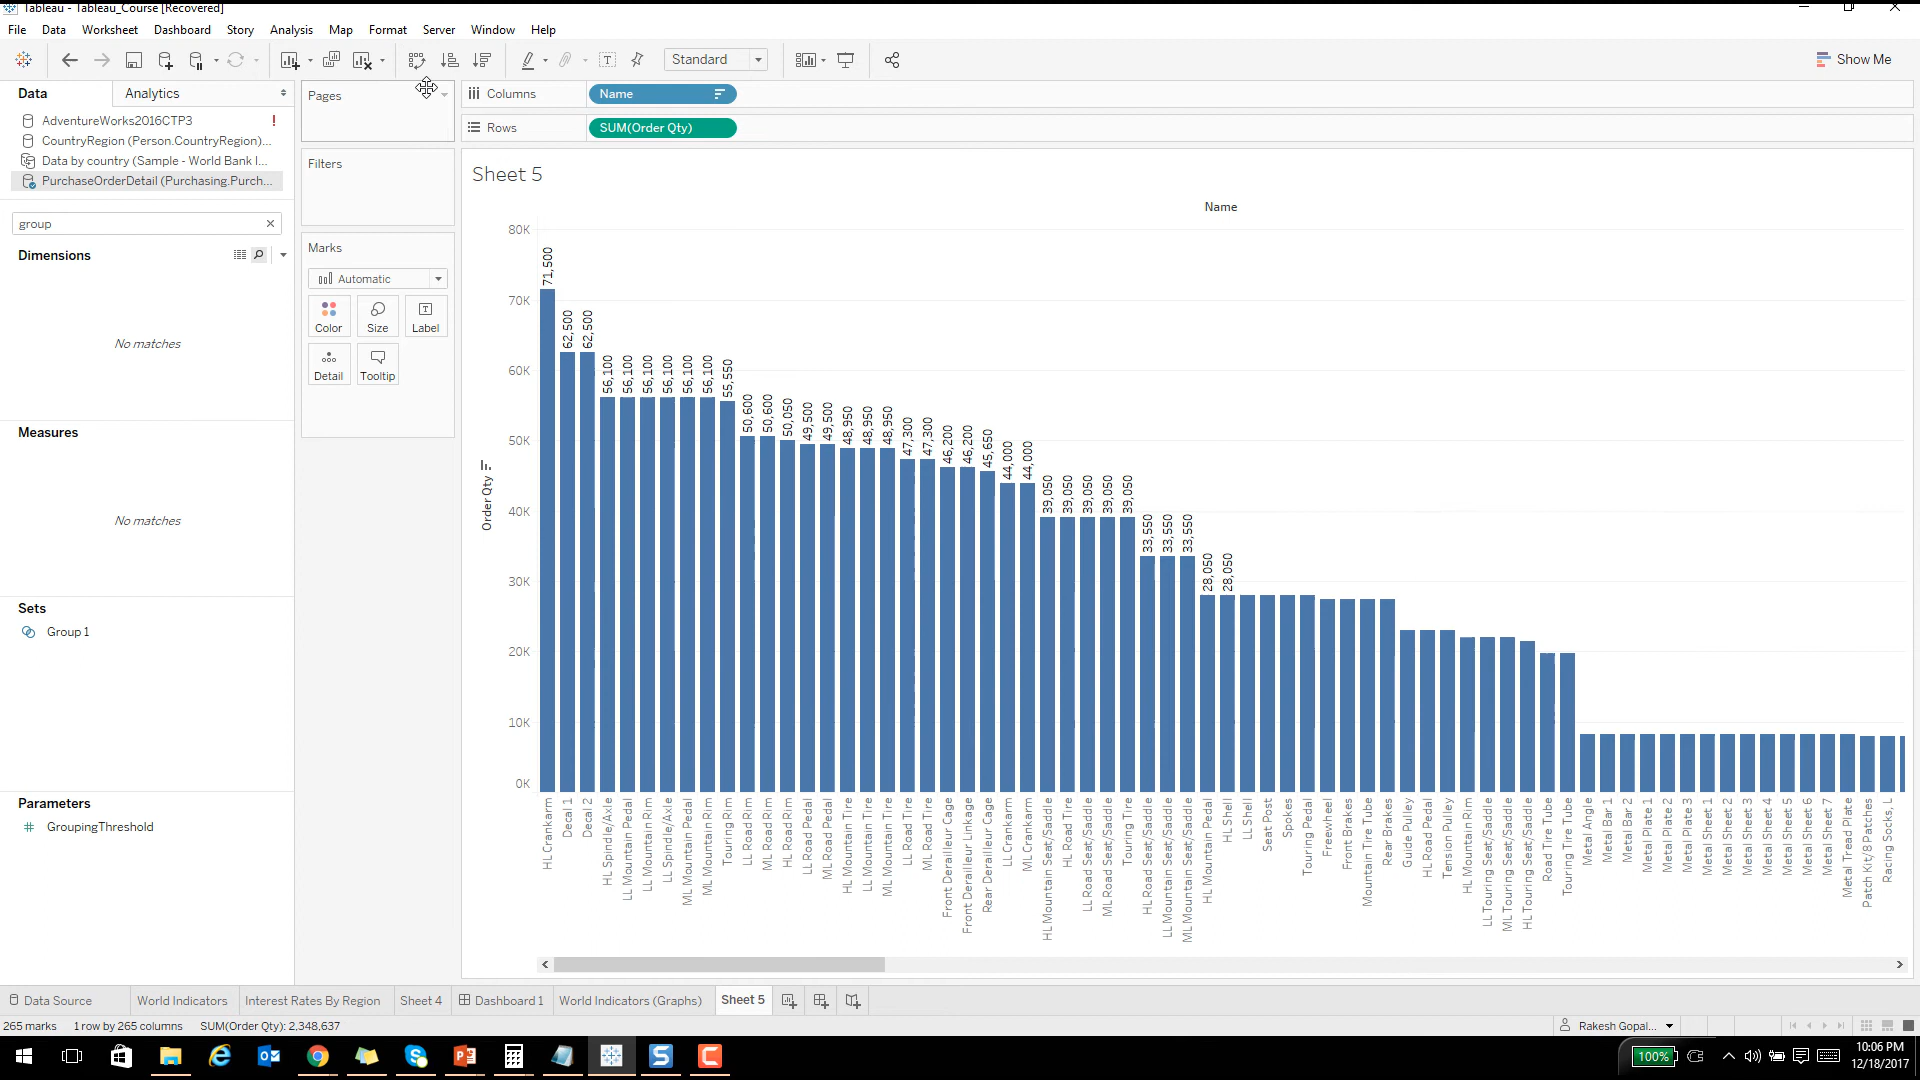 Tableau - Tableau_Course [Recovered]
File Data Worksheet Dashboard Story Analysis Map Format Server Window Help
Standard
Show Me
Data Analytics
AdventureWorks2016CTP3 !
CountryRegion (Person.CountryRegion)...
Data by country (Sample - World Bank I...
PurchaseOrderDetail (Purchasing.Purch...
group
Dimensions
No matches
Measures
No matches
Sets
Group 1
Parameters
GroupingThreshold
Pages
Filters
Marks
Automatic
Color Size Label
Detail Tooltip
Columns Name
Rows SUM(Order Qty)
Sheet 5
Name
Order Qty
80K
70K
60K
50K
40K
30K
20K
10K
0K
71,500
62,500
62,500
56,100
56,100
56,100
56,100
56,100
56,100
55,550
50,600
50,600
50,050
49,500
49,500
48,950
48,950
48,950
47,300
47,300
46,200
46,200
45,650
44,000
44,000
39,050
39,050
39,050
39,050
39,050
33,550
33,550
33,550
28,050
28,050
HL Crankarm
Decal 1
Decal 2
HL Spindle/Axle
LL Mountain Pedal
LL Mountain Rim
LL Spindle/Axle
ML Mountain Pedal
ML Mountain Rim
Touring Rim
LL Road Rim
ML Road Rim
HL Road Rim
LL Road Pedal
ML Road Pedal
HL Mountain Tire
LL Mountain Tire
ML Mountain Tire
LL Road Tire
ML Road Tire
Front Derailleur Cage
Front Derailleur Linkage
Rear Derailleur Cage
LL Crankarm
ML Crankarm
HL Mountain Seat/Saddle
HL Road Tire
LL Road Seat/Saddle
ML Road Seat/Saddle
Touring Tire
HL Road Seat/Saddle
LL Mountain Seat/Saddle
ML Mountain Seat/Saddle
HL Mountain Pedal
HL Shell
LL Shell
Seat Post
Spokes
Touring Pedal
Freewheel
Front Brakes
Mountain Tire Tube
Rear Brakes
Guide Pulley
HL Road Pedal
Tension Pulley
HL Mountain Rim
LL Touring Seat/Saddle
ML Touring Seat/Saddle
HL Touring Seat/Saddle
Road Tire Tube
Touring Tire Tube
Metal Angle
Metal Bar 1
Metal Bar 2
Metal Plate 1
Metal Plate 2
Metal Plate 3
Metal Sheet 1
Metal Sheet 2
Metal Sheet 3
Metal Sheet 4
Metal Sheet 5
Metal Sheet 6
Metal Sheet 7
Metal Tread Plate
Patch Kit/8 Patches
Racing Socks, L
Data Source World Indicators Interest Rates By Region Sheet 4 Dashboard 1 World Indicators (Graphs) Sheet 5
265 marks 1 row by 265 columns SUM(Order Qty): 2,348,637 Rakesh Gopal...
100% 10:06 PM
12/18/2017